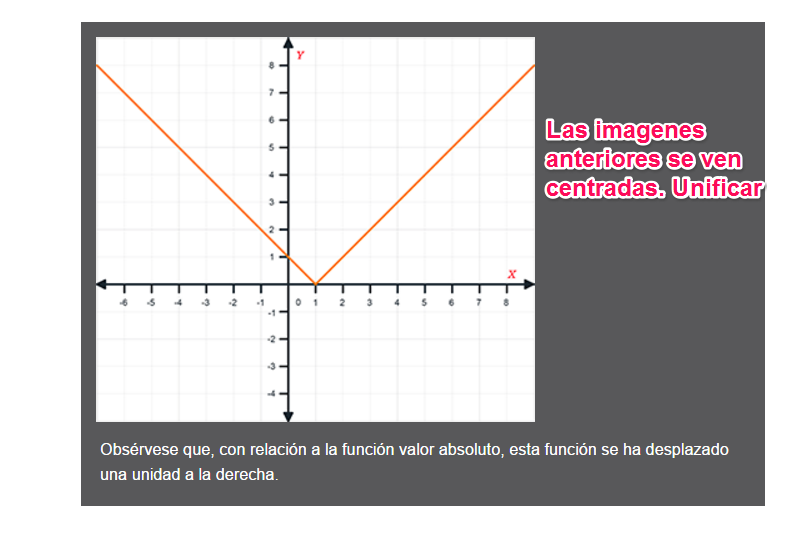 Y
8
7
6
5
4
3
2
1
X
-6 -5 -4 -3 -2 -1 0 1 2 3 4 5 6 7 8
-1
-2
-3
-4
Las imagenes
anteriores se ven
centradas. Unificar
Obsérvese que, con relación a la función valor absoluto, esta función se ha desplazado
una unidad a la derecha.